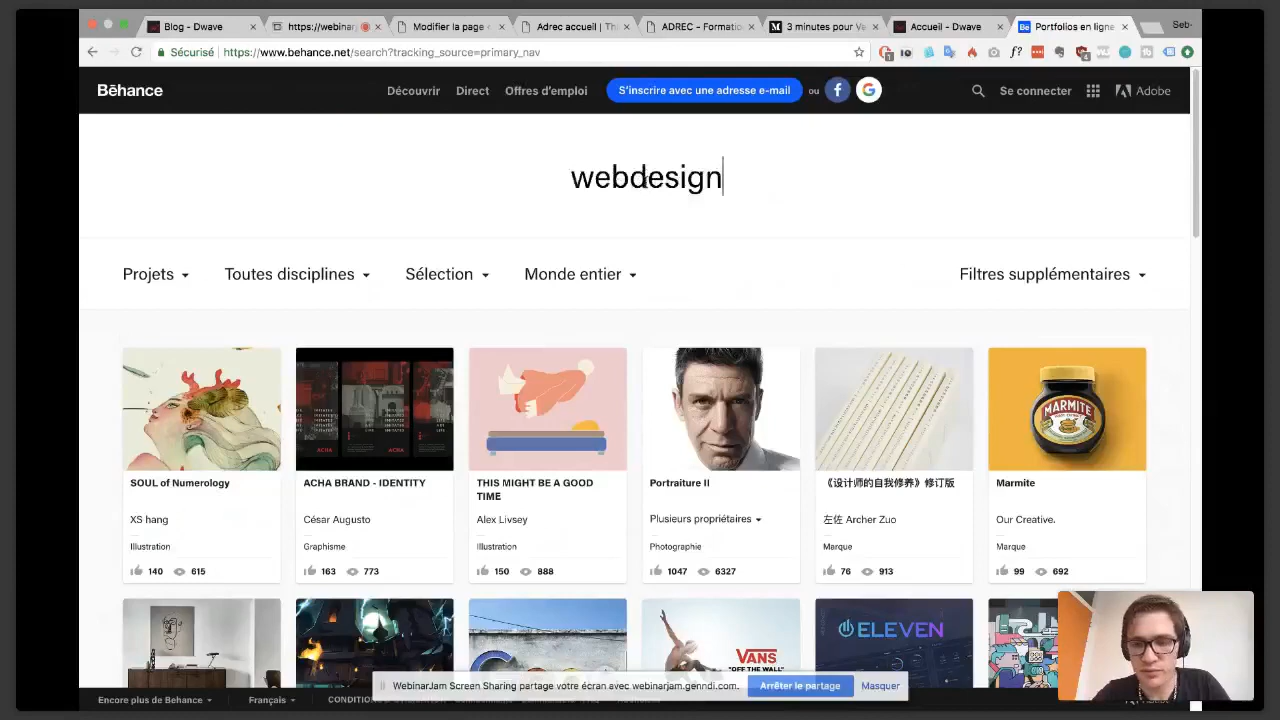 Blog - Dwave
https://webinar
Modifier la page
Adrec accueil | Th
ADREC – Formation
3 minutes pour Ve
Accueil - Dwave
Portfolios en ligne
Seb-
Sécurisé
https://www.behance.net/search?tracking_source=primary_nav
Bēhance
Découvrir
Direct
Offres d'emploi
S'inscrire avec une adresse e-mail
ou
Se connecter
Adobe
webdesign
Projets
Toutes disciplines
Sélection
Monde entier
Filtres supplémentaires
MARMITE
SOUL of Numerology
XS hang
Illustration
140 615
ACHA BRAND - IDENTITY
César Augusto
Graphisme
163 773
THIS MIGHT BE A GOOD
TIME
Alex Livsey
Illustration
150 888
Portraiture II
Plusieurs propriétaires
Photographie
1047 6327
《设计师的自我修养》修订版
左佐 Archer Zuo
Marque
76 913
Marmite
Our Creative.
Marque
99 692
VANS
"OFF THE WALL"
ELEVEN
WebinarJam Screen Sharing partage votre écran avec webinarjam.genndi.com.
Arrêter le partage
Masquer
Encore plus de Behance
Français